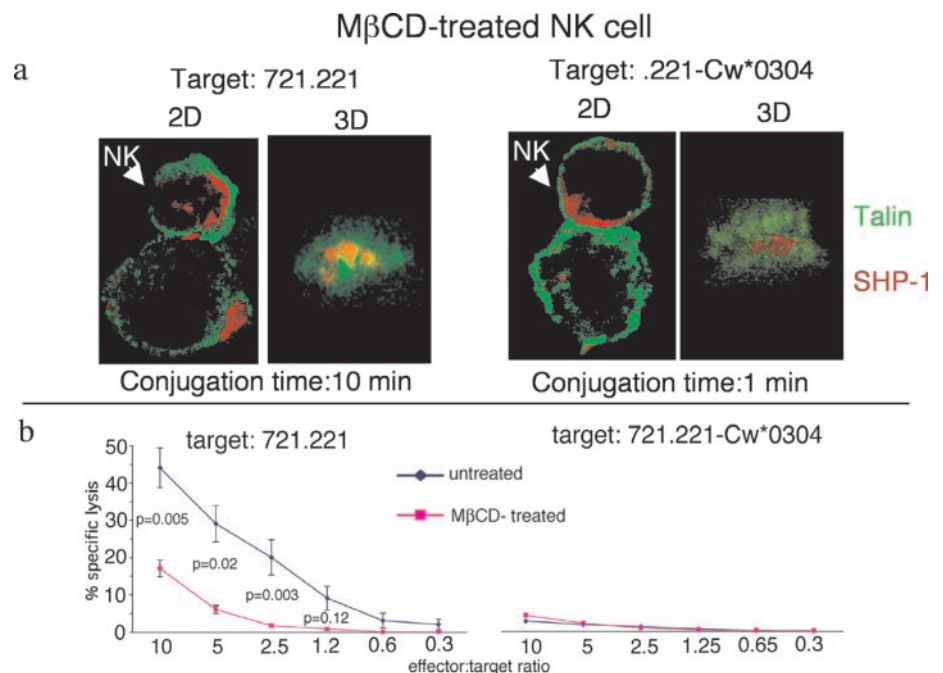 MβCD-treated NK cell
a
Target: 721.221
Target: .221-Cw*0304
2D
3D
2D
3D
NK
NK
Talin
SHP-1
Conjugation time:10 min
Conjugation time:1 min
b
target: 721.221
target: 721.221-Cw*0304
% specific lysis
50
40
30
20
10
0
untreated
MβCD- treated
p=0.005
p=0.02
p=0.003
p=0.12
10 5 2.5 1.2 0.6 0.3
10 5 2.5 1.25 0.65 0.3
effector:target ratio